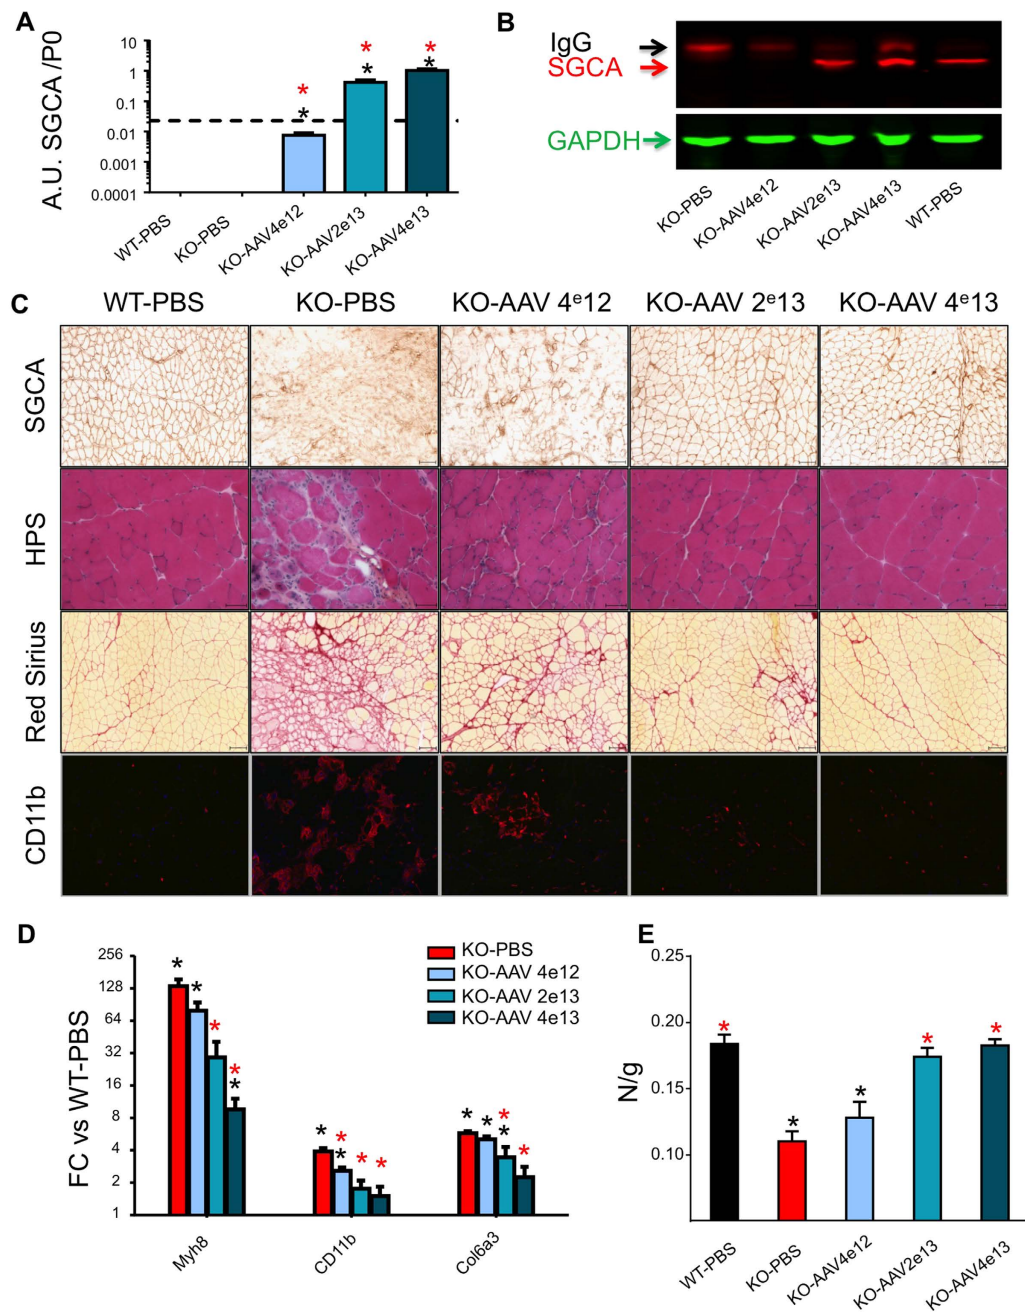 A
A.U. SGCA /P0
10
1
0.1
0.01
0.001
0.0001
* * * * * *
WT-PBS
KO-PBS
KO-AAV4e12
KO-AAV2e13
KO-AAV4e13
B
IgG
SGCA
GAPDH
KO-PBS
KO-AAV4e12
KO-AAV2e13
KO-AAV4e13
WT-PBS
C
WT-PBS KO-PBS KO-AAV 4e12 KO-AAV 2e13 KO-AAV 4e13
SGCA
HPS
Red Sirius
CD11b
D
FC vs WT-PBS
256
128
64
32
16
8
4
2
1
* * * * *
* * * * *
* * * * *
KO-PBS
KO-AAV 4e12
KO-AAV 2e13
KO-AAV 4e13
Myh8
CD11b
Col6a3
E
N/g
0.25
0.20
0.15
0.10
* * * * *
WT-PBS
KO-PBS
KO-AAV4e12
KO-AAV2e13
KO-AAV4e13